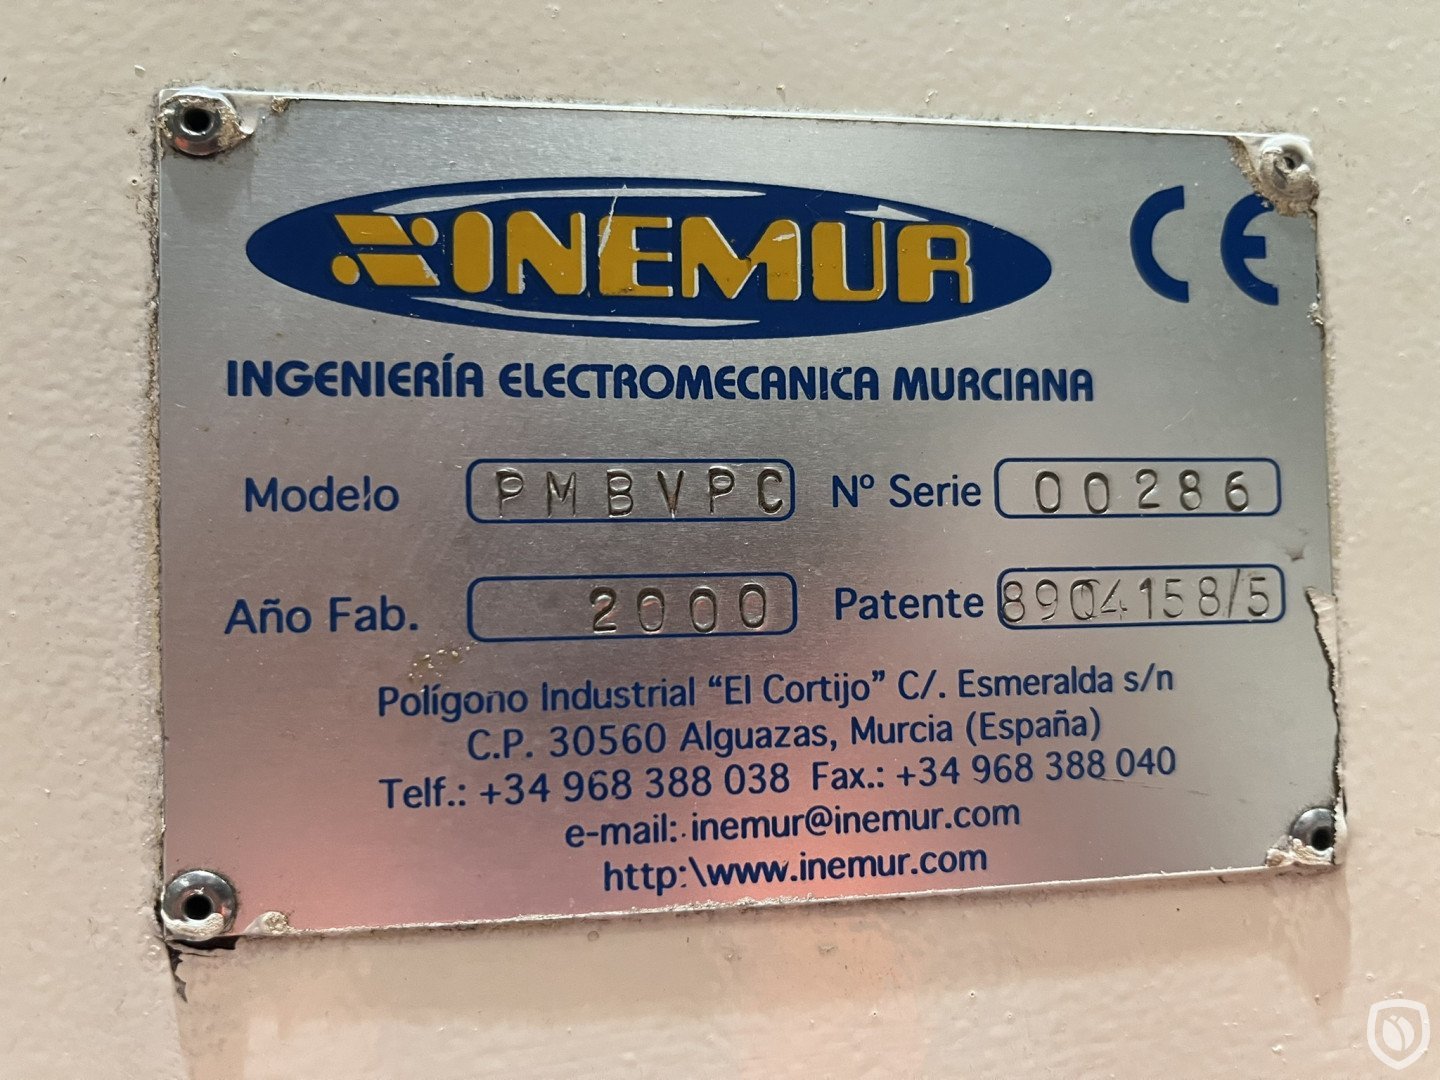 INEMUR CE
INGENIERÍA ELECTROMECANICA MURCIANA
Modelo PMBVPC Nº Serie 00286
Año Fab. 2000 Patente 8904158/5
Polígono Industrial “El Cortijo” C/. Esmeralda s/n
C.P. 30560 Alguazas, Murcia (España)
Telf.: +34 968 388 038 Fax.: +34 968 388 040
e-mail: inemur@inemur.com
http:\www.inemur.com